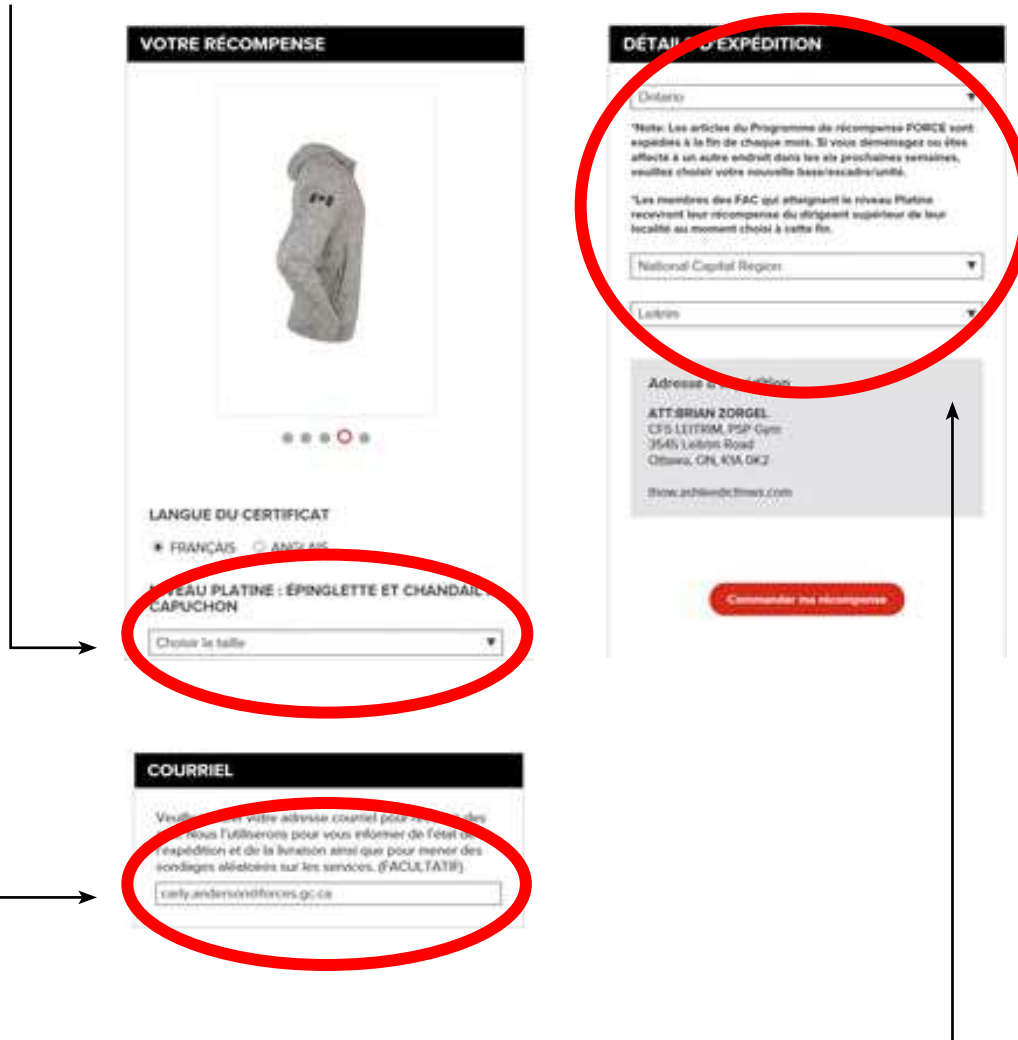 VOTRE RÉCOMPENSE
LANGUE DU CERTIFICAT
FRANÇAIS ANGLAIS
NIVEAU PLATINE : ÉPINGLETTE ET CHANDAIL
CAPUCHON
Choisir la taille
COURRIEL
votre adresse courriel pour des
Nous l'utiliserons pour vous informer de l'état de
l'expédition et de la livraison ainsi que pour mener des
sondages aléatoires sur les services. (FACULTATIF)
carly.anderson@forces.gc.ca
DÉTAILS D'EXPÉDITION
Ontario
*Note: Les articles du Programme de récompense FORCE sont
expédiés à la fin de chaque mois. Si vous déménagez ou êtes
affecté à un autre endroit dans les six prochaines semaines,
veuillez choisir votre nouvelle base/escadre/unité.
*Les membres des FAC qui atteignent le niveau Platine
recevront leur récompense du dirigeant supérieur de leur
localité au moment choisi à cette fin.
National Capital Region
Leitrim
Adresse d'expédition
ATT:BRIAN ZORGEL
CFS LEITRIM, PSP Gym
3545 Leitrim Road
Ottawa, ON, K1A 0K2
Commander ma récompense